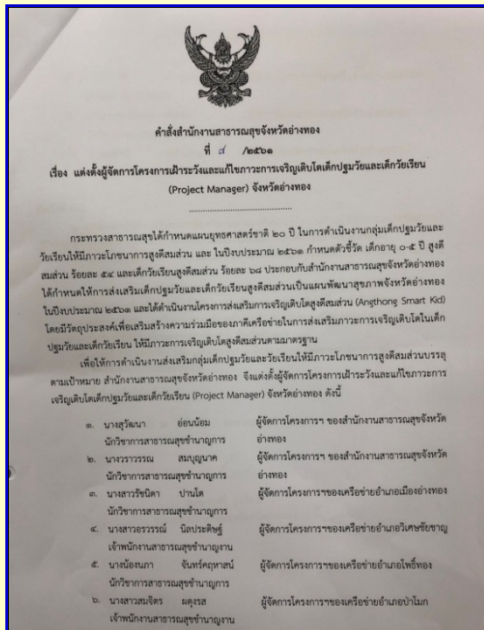 คำสั่งสำนักงานสาธารณสุขจังหวัดอ่างทอง
ที่ ๘ /๒๕๖๑
เรื่อง แต่งตั้งผู้จัดการโครงการเฝ้าระวังและแก้ไขภาวะการเจริญเติบโตเด็กปฐมวัยและเด็กวัยเรียน
(Project Manager) จังหวัดอ่างทอง
กระทรวงสาธารณสุขได้กำหนดแผนยุทธศาสตร์ชาติ ๒๐ ปี ในการดำเนินงานกลุ่มเด็กปฐมวัยและ
วัยเรียนให้มีภาวะโภชนาการสูงดีสมส่วน และ ในปีงบประมาณ ๒๕๖๑ กำหนดตัวชี้วัด เด็กอายุ ๐-๕ ปี สูงดี
สมส่วน ร้อยละ ๕๔ และเด็กวัยเรียนสูงดีสมส่วน ร้อยละ ๖๘ ประกอบกับสำนักงานสาธารณสุขจังหวัดอ่างทอง
ได้กำหนดให้การส่งเสริมเด็กปฐมวัยและเด็กวัยเรียนสูงดีสมส่วนเป็นแผนพัฒนาสุขภาพจังหวัดอ่างทอง
ในปีงบประมาณ ๒๕๖๑ และได้ดำเนินงานโครงการส่งเสริมการเจริญเติบโตสูงดีสมส่วน (Angthong Smart Kid)
โดยมีวัตถุประสงค์เพื่อเสริมสร้างความร่วมมือของภาคีเครือข่ายในการส่งเสริมภาวะการเจริญเติบโตในเด็ก
ปฐมวัยและเด็กวัยเรียน ให้มีภาวะการเจริญเติบโตสูงดีสมส่วนตามมาตรฐาน
เพื่อให้การดำเนินงานส่งเสริมกลุ่มเด็กปฐมวัยและวัยเรียน ให้มีภาวะโภชนาการสูงดีสมส่วนบรรลุ
ตามเป้าหมาย สำนักงานสาธารณสุขจังหวัดอ่างทอง จึงแต่งตั้งผู้จัดการโครงการเฝ้าระวังและแก้ไขภาวะการ
เจริญเติบโตเด็กปฐมวัยและเด็กวัยเรียน (Project Manager) จังหวัดอ่างทอง ดังนี้
๑. นางสุวัฒนา อ่อนน้อม ผู้จัดการโครงการฯ ของสำนักงานสาธารณสุขจังหวัด
นักวิชาการสาธารณสุขชำนาญการ อ่างทอง
๒. นางวราวรรณ สมบุญนาค ผู้จัดการโครงการฯ ของสำนักงานสาธารณสุขจังหวัด
นักวิชาการสาธารณสุขชำนาญการ อ่างทอง
๓. นางสาวรัชนิดา ปานโต ผู้จัดการโครงการฯของเครือข่ายอำเภอเมืองอ่างทอง
นักวิชาการสาธารณสุขชำนาญการ
๔. นางสาวอรวรรณ์ นิลประดิษฐ์ ผู้จัดการโครงการฯของเครือข่ายอำเภอวิเศษชัยชาญ
เจ้าพนักงานสาธารณสุขชำนาญงาน
๕. นางน้องนภา จันทร์คฤหาสน์ ผู้จัดการโครงการฯของเครือข่ายอำเภอโพธิ์ทอง
นักวิชาการสาธารณสุขชำนาญการ
๖. นางสาวสมจิตร ผดุงรส ผู้จัดการโครงการฯของเครือข่ายอำเภอป่าโมก
เจ้าพนักงานสาธารณสุขชำนาญงาน